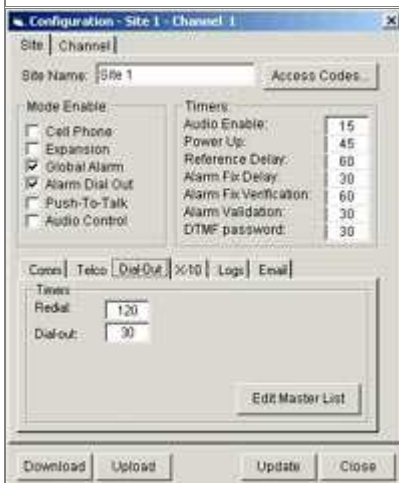 Configuration - Site 1 - Channel 1
Site Channel
Site Name: Site 1 Access Codes...
Mode Enable
Cell Phone
Expansion
Global Alarm
Alarm Dial Out
Push-To-Talk
Audio Control
Timers:
Audio Enable: 15
Power Up: 45
Reference Delay: 60
Alarm Fix Delay: 30
Alarm Fix Verification: 60
Alarm Validation: 30
DTMF password: 30
Comm Telco Dial-Out X-10 Logs Email
Timers
Redial: 120
Dial-out: 30
Edit Master List
Download Upload Update Close